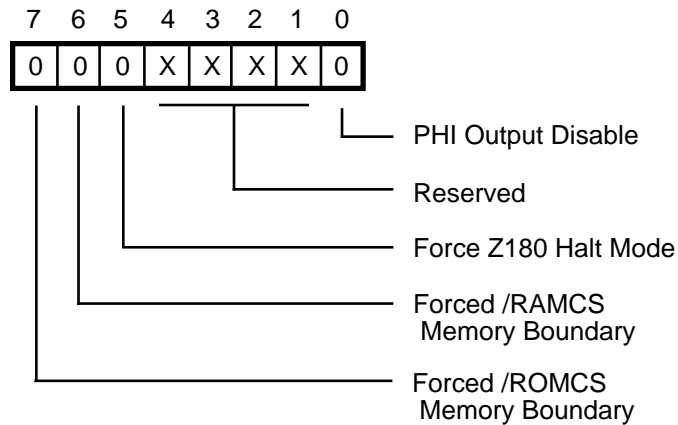 7 6 5 4 3 2 1 0
0 0 0 X X X X 0
PHI Output Disable
Reserved
Force Z180 Halt Mode
Forced /RAMCS
Memory Boundary
Forced /ROMCS
Memory Boundary